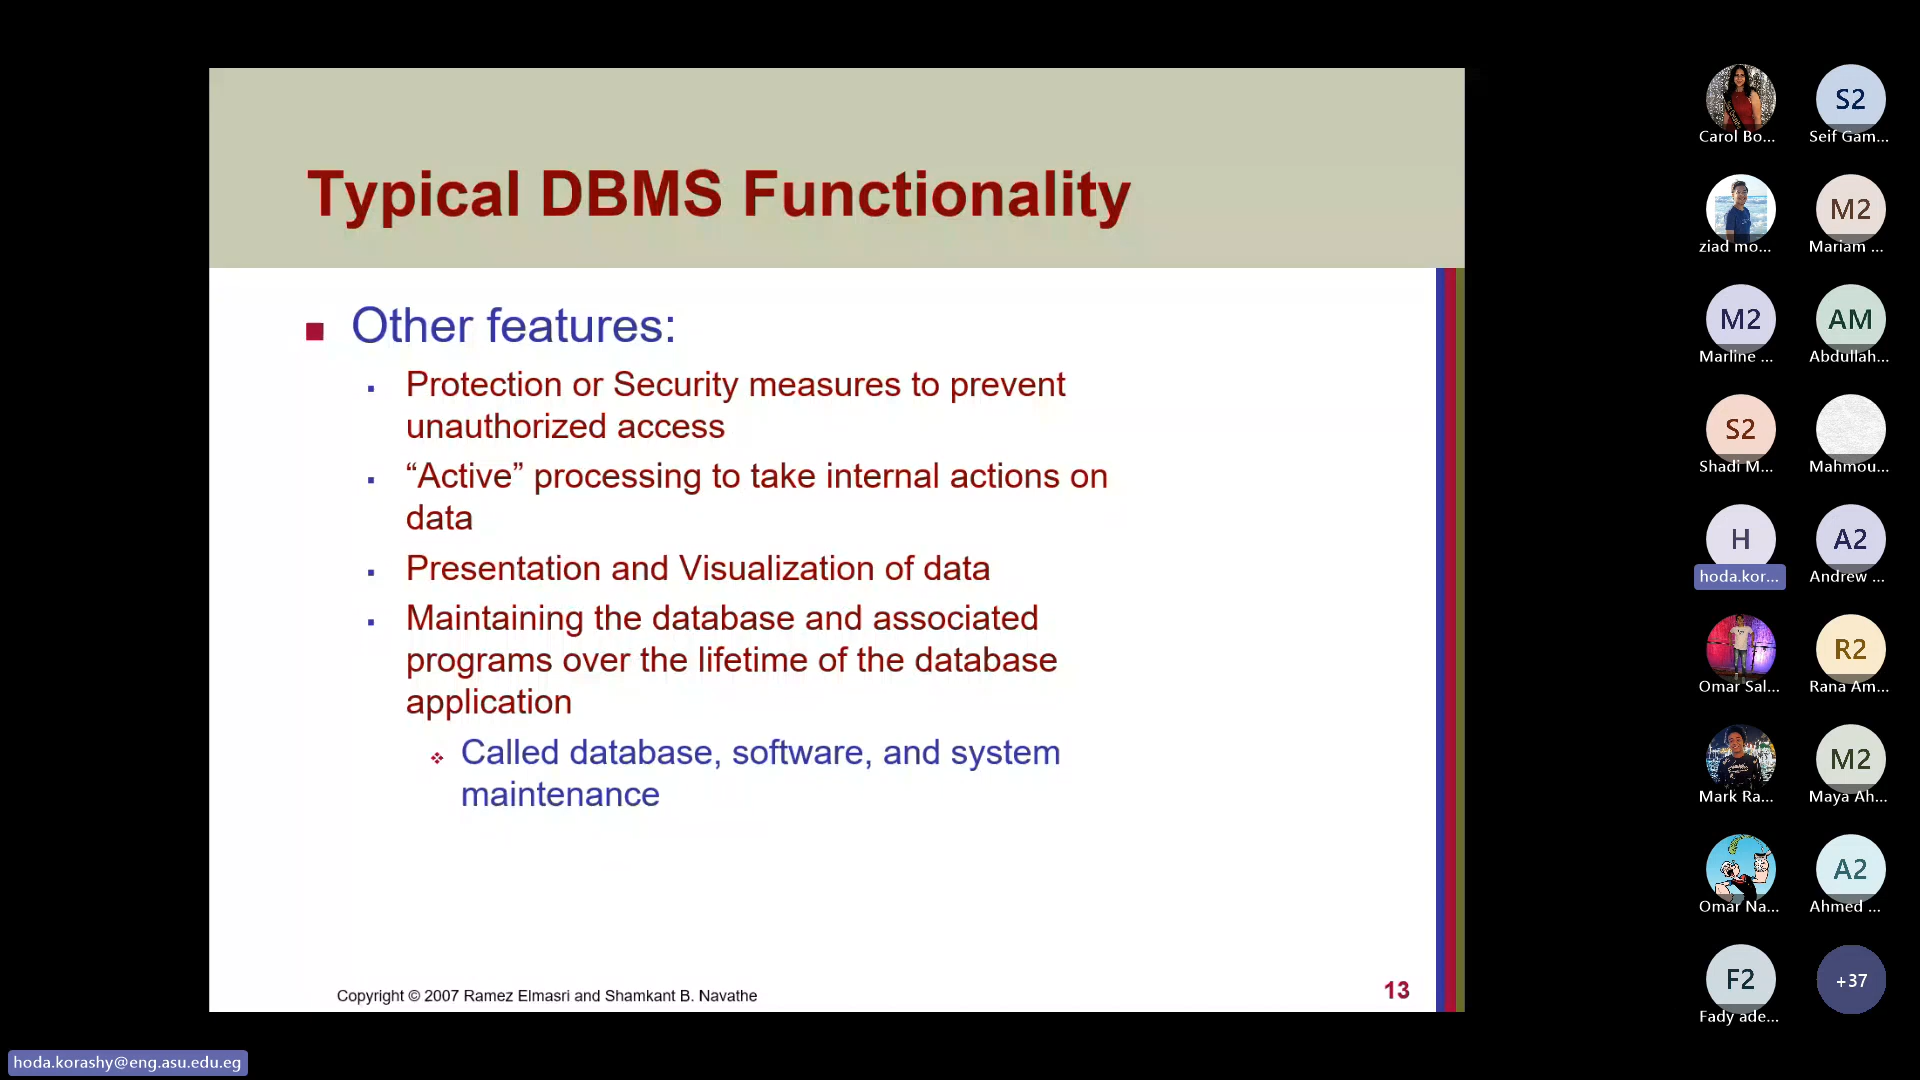 Typical DBMS Functionality
Other features:
Protection or Security measures to prevent
unauthorized access
“Active” processing to take internal actions on
data
Presentation and Visualization of data
Maintaining the database and associated
programs over the lifetime of the database
application
Called database, software, and system
maintenance
Copyright © 2007 Ramez Elmasri and Shamkant B. Navathe
13
Carol Bo...
S2
Seif Gam...
ziad mo...
M2
Mariam ...
M2
Marline ...
AM
Abdullah...
S2
Shadi M...
Mahmou...
H
hoda.kor...
A2
Andrew ...
Omar Sal...
R2
Rana Am...
Mark Ra...
M2
Maya Ah...
Omar Na...
A2
Ahmed ...
F2
Fady ade...
+37
hoda.korashy@eng.asu.edu.eg